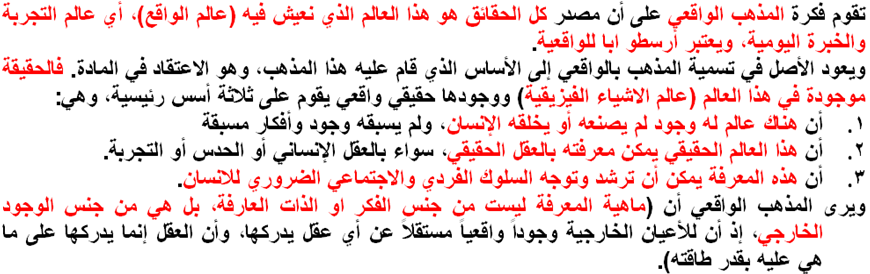 تقوم فكرة المذهب الواقعي على أن مصدر كل الحقائق هو هذا العالم الذي نعيش فيه (عالم الواقع)، أي عالم التجربة
والخبرة اليومية، ويعتبر أرسطو ابا للواقعية.
ويعود الأصل في تسمية المذهب بالواقعي إلى الأساس الذي قام عليه هذا المذهب، وهو الاعتقاد في المادة. فالحقيقة
موجودة في هذا العالم (عالم الاشياء الفيزيقية) ووجودها حقيقي واقعي يقوم على ثلاثة أسس رئيسية، وهي:
١. أن هناك عالم له وجود لم يصنعه أو يخلقه الإنسان، ولم يسبقه وجود وأفكار مسبقة
٢. أن هذا العالم الحقيقي يمكن معرفته بالعقل الحقيقي، سواء بالعقل الإنساني أو الحدس أو التجربة.
٣. أن هذه المعرفة يمكن أن ترشد وتوجه السلوك الفردي والاجتماعي الضروري للانسان.
ويرى المذهب الواقعي أن (ماهية المعرفة ليست من جنس الفكر او الذات العارفة، بل هي من جنس الوجود
الخارجي، إذ أن للأعيان الخارجية وجوداً واقعياً مستقلاً عن أي عقل يدركها، وأن العقل إنما يدركها على ما
هي عليه بقدر طاقته).